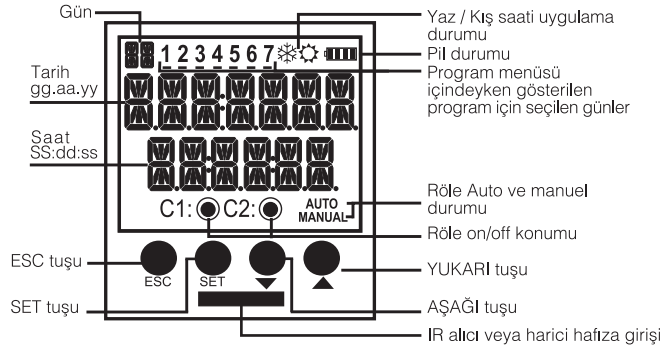 Gün
Yaz / Kış saati uygulama
durumu
Pil durumu
1 2 3 4 5 6 7
Tarih
gg.aa.yy
Program menüsü
içindeyken gösterilen
program için seçilen günler
Saat
SS:dd:ss
C1: C2: AUTO
MANUAL
Röle Auto ve manuel
durumu
Röle on/off konumu
ESC tuşu
ESC SET
YUKARI tuşu
SET tuşu
AŞAĞI tuşu
IR alıcı veya harici hafıza girişi